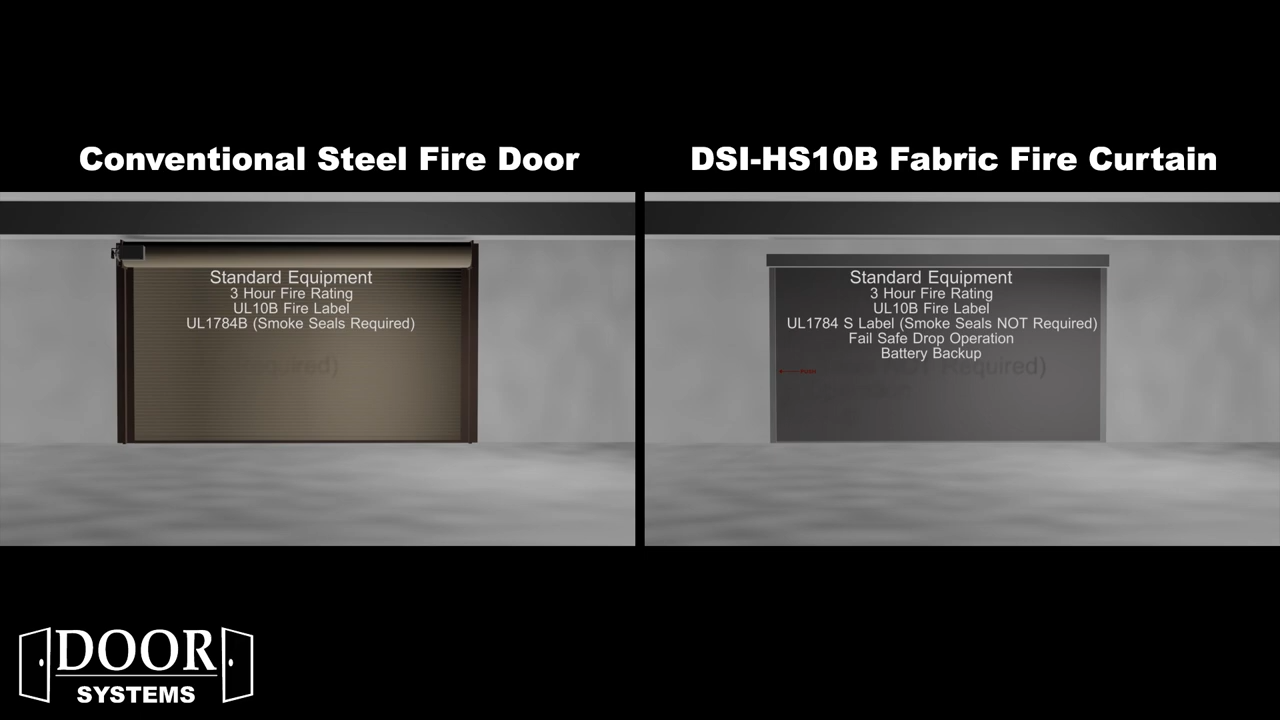 Conventional Steel Fire Door
Standard Equipment
3 Hour Fire Rating
UL10B Fire Label
UL1784B (Smoke Seals Required)
DSI-HS10B Fabric Fire Curtain
Standard Equipment
3 Hour Fire Rating
UL10B Fire Label
UL1784 S Label (Smoke Seals NOT Required)
Fail Safe Drop Operation
Battery Backup
NOT Required)
DOOR
SYSTEMS